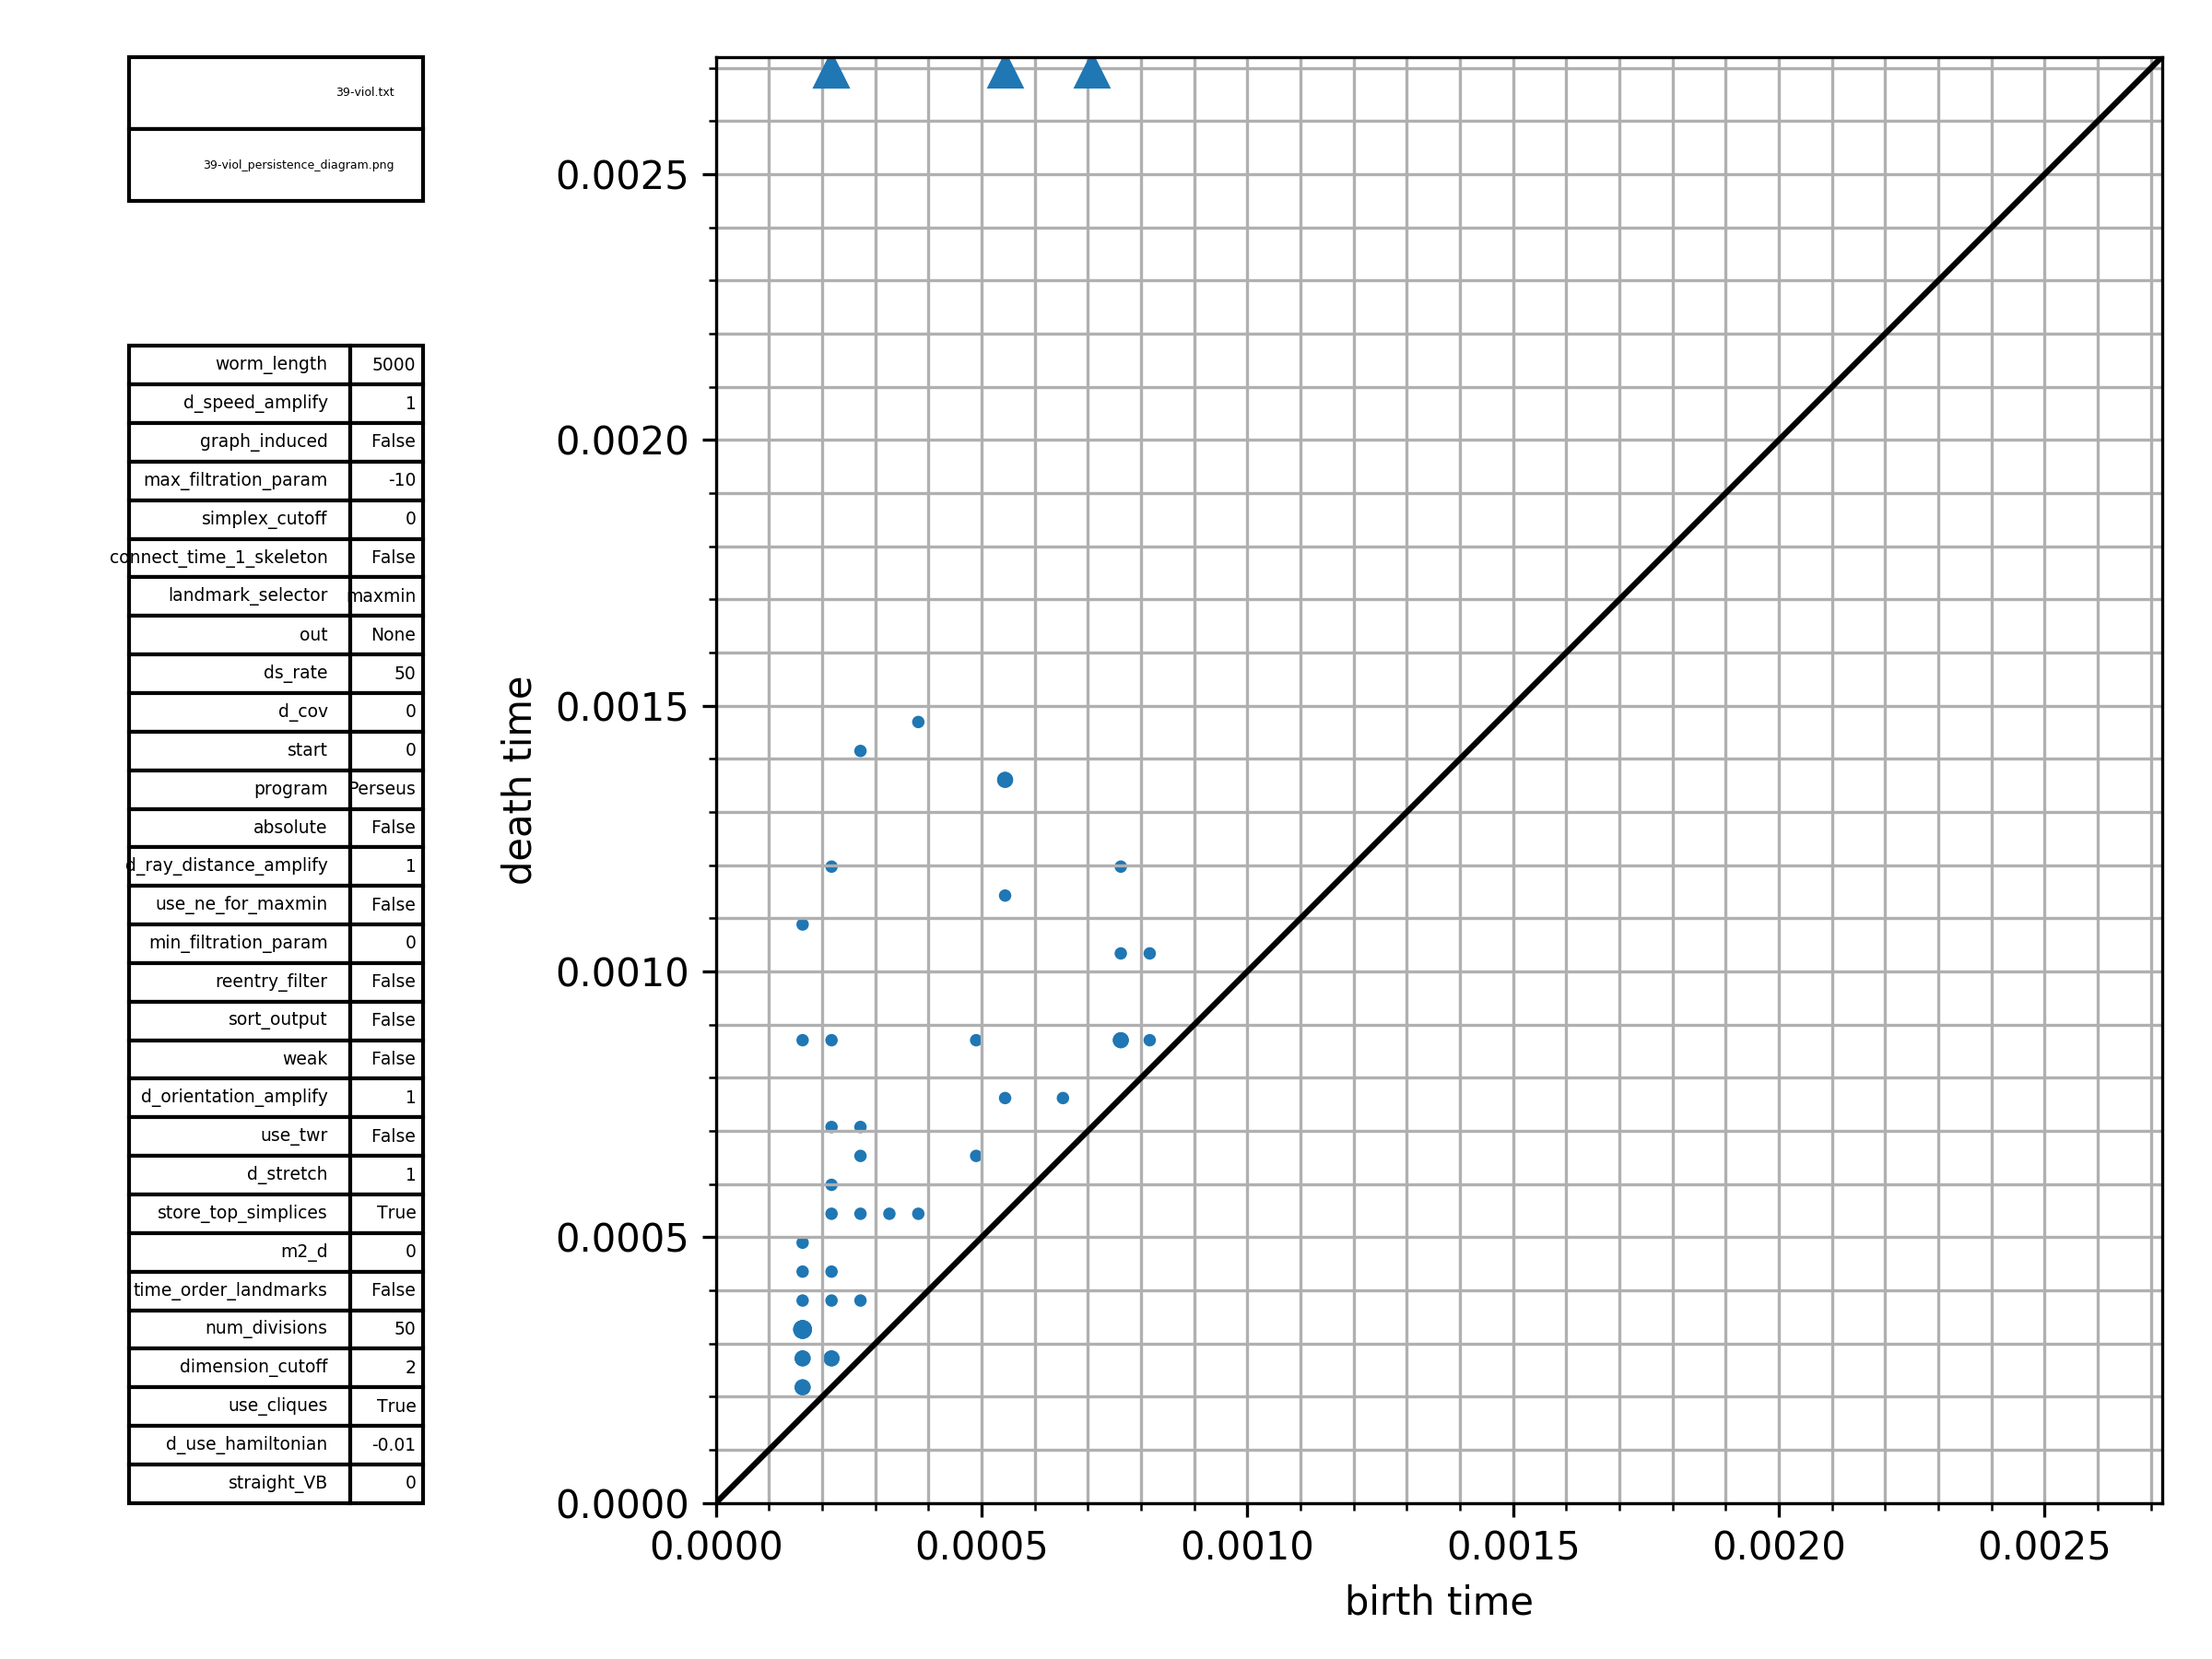 39-viol.txt
39-viol_persistence_diagram.png
worm_length 5000
d_speed_amplify 1
graph_induced False
max_filtration_param -10
simplex_cutoff 0
connect_time_1_skeleton False
landmark_selector maxmin
out None
ds_rate 50
d_cov 0
start 0
program Perseus
absolute False
d_ray_distance_amplify 1
use_ne_for_maxmin False
min_filtration_param 0
reentry_filter False
sort_output False
weak False
d_orientation_amplify 1
use_twr False
d_stretch 1
store_top_simplices True
m2_d 0
time_order_landmarks False
num_divisions 50
dimension_cutoff 2
use_cliques True
d_use_hamiltonian -0.01
straight_VB 0
death time
0.0025
0.0020
0.0015
0.0010
0.0005
0.0000
0.0000 0.0005 0.0010 0.0015 0.0020 0.0025
birth time